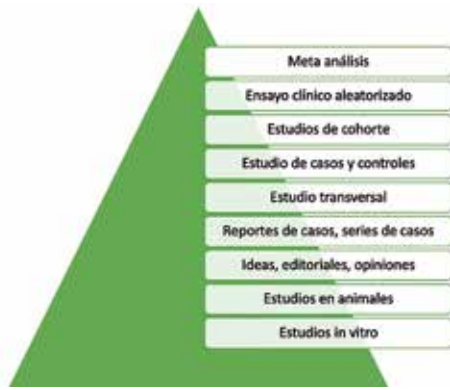 Meta análisis
Ensayo clínico aleatorizado
Estudios de cohorte
Estudio de casos y controles
Estudio transversal
Reportes de casos, series de casos
Ideas, editoriales, opiniones
Estudios en animales
Estudios in vitro